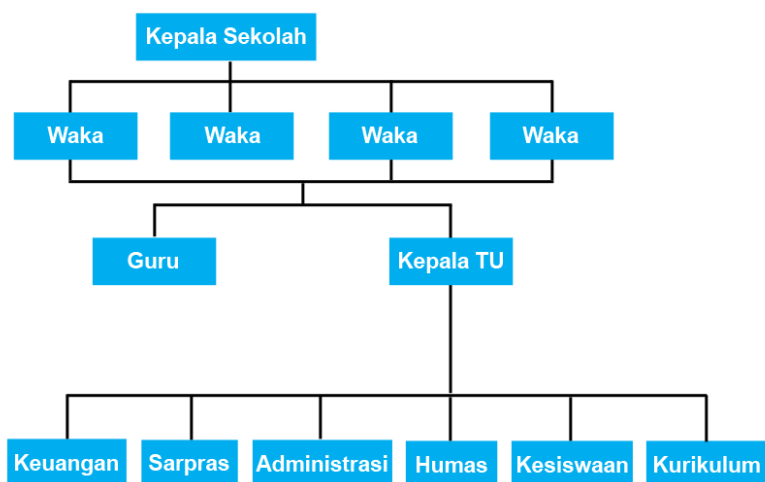 Kepala Sekolah
Waka Waka Waka Waka
Guru Kepala TU
Keuangan Sarpras Administrasi Humas Kesiswaan Kurikulum